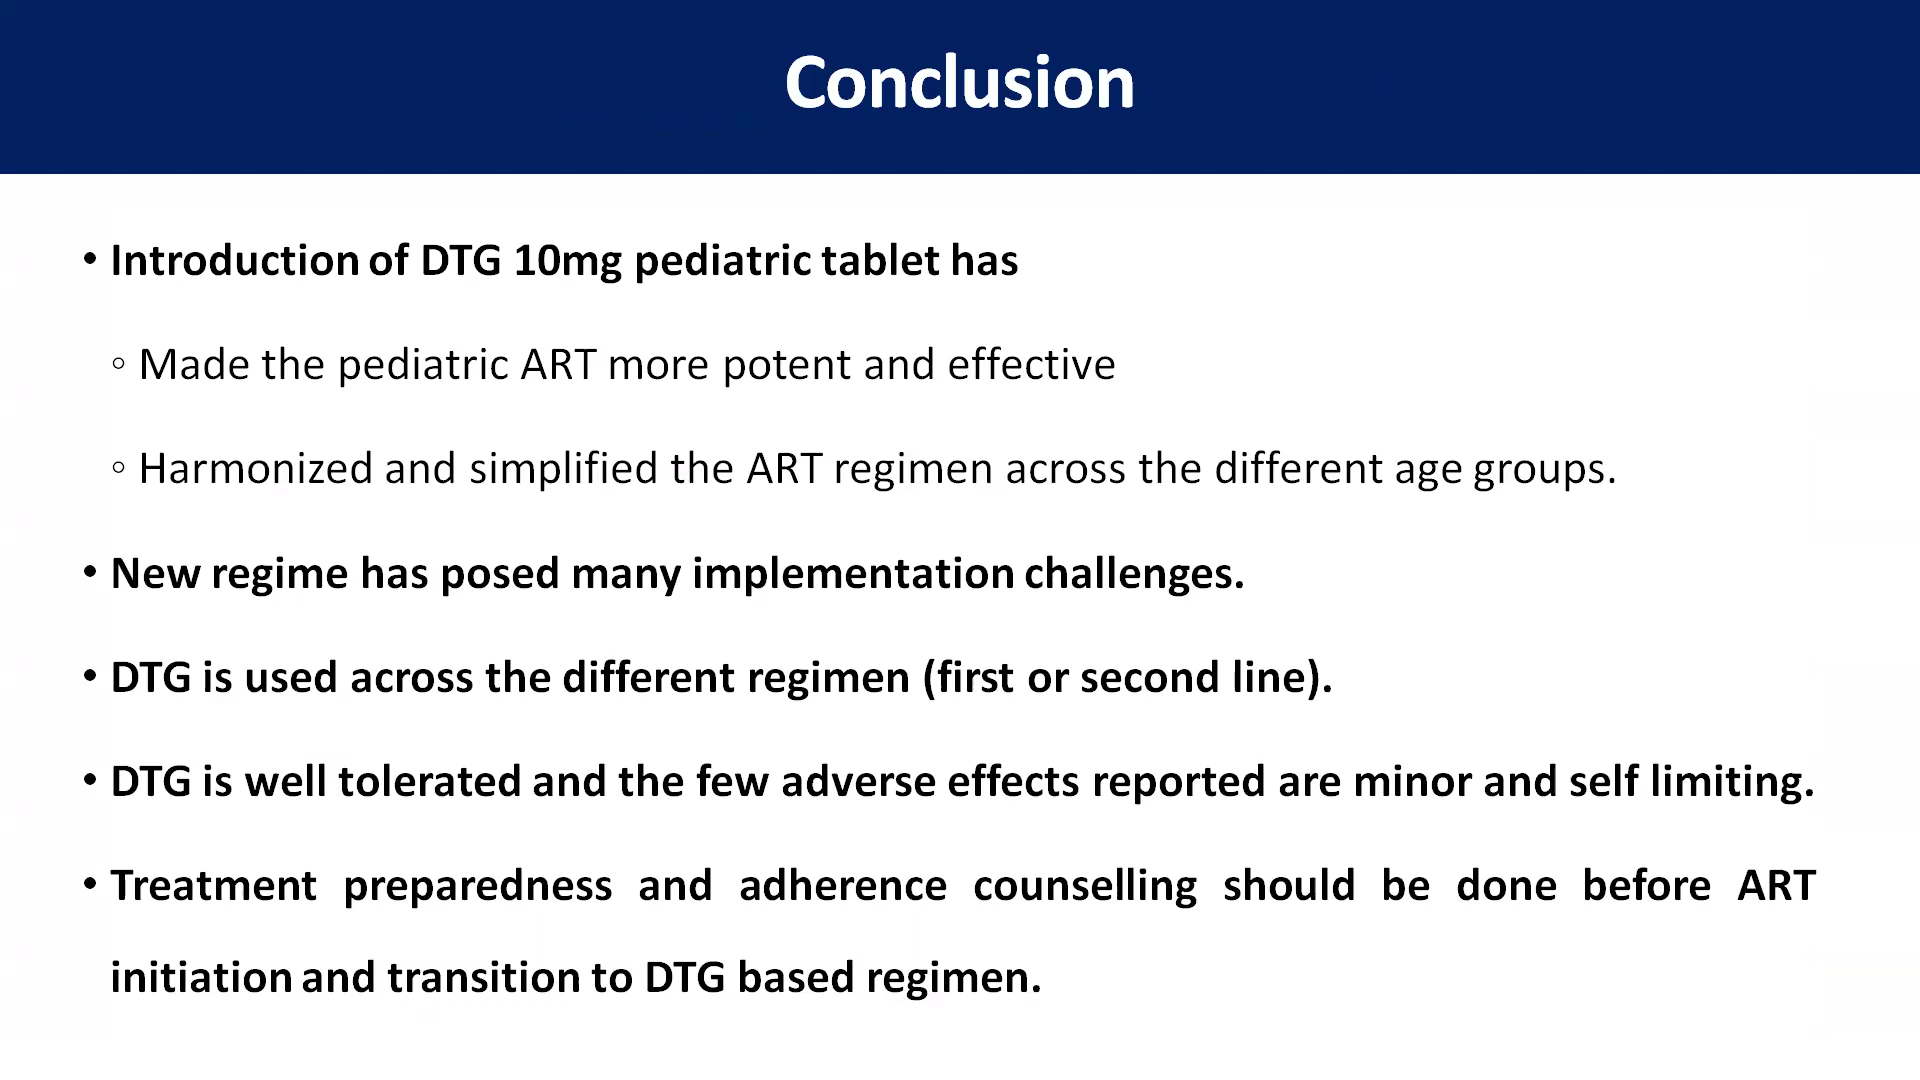 Conclusion
• Introduction of DTG 10mg pediatric tablet has
◦ Made the pediatric ART more potent and effective
◦ Harmonized and simplified the ART regimen across the different age groups.
• New regime has posed many implementation challenges.
• DTG is used across the different regimen (first or second line).
• DTG is well tolerated and the few adverse effects reported are minor and self limiting.
• Treatment preparedness and adherence counselling should be done before ART
initiation and transition to DTG based regimen.